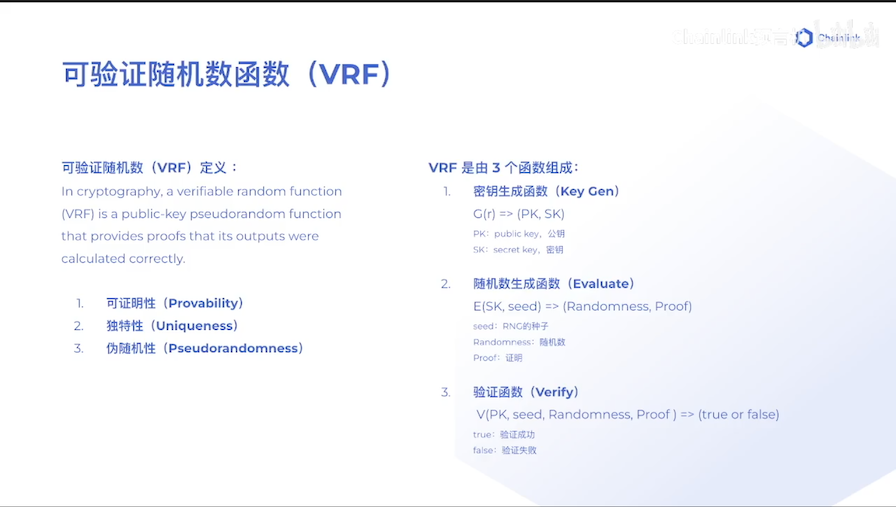 Chainlink
可验证随机数函数（VRF）
可验证随机数（VRF）定义：
In cryptography, a verifiable random function
(VRF) is a public-key pseudorandom function
that provides proofs that its outputs were
calculated correctly.
1. 可证明性（Provability）
2. 独特性（Uniqueness）
3. 伪随机性（Pseudorandomness）
VRF 是由 3 个函数组成：
1. 密钥生成函数（Key Gen）
G(r) => (PK, SK)
PK：public key，公钥
SK：secret key，密钥
2. 随机数生成函数（Evaluate）
E(SK, seed) => (Randomness, Proof)
seed：RNG的种子
Randomness：随机数
Proof：证明
3. 验证函数（Verify）
V(PK, seed, Randomness, Proof ) => (true or false)
true：验证成功
false：验证失败